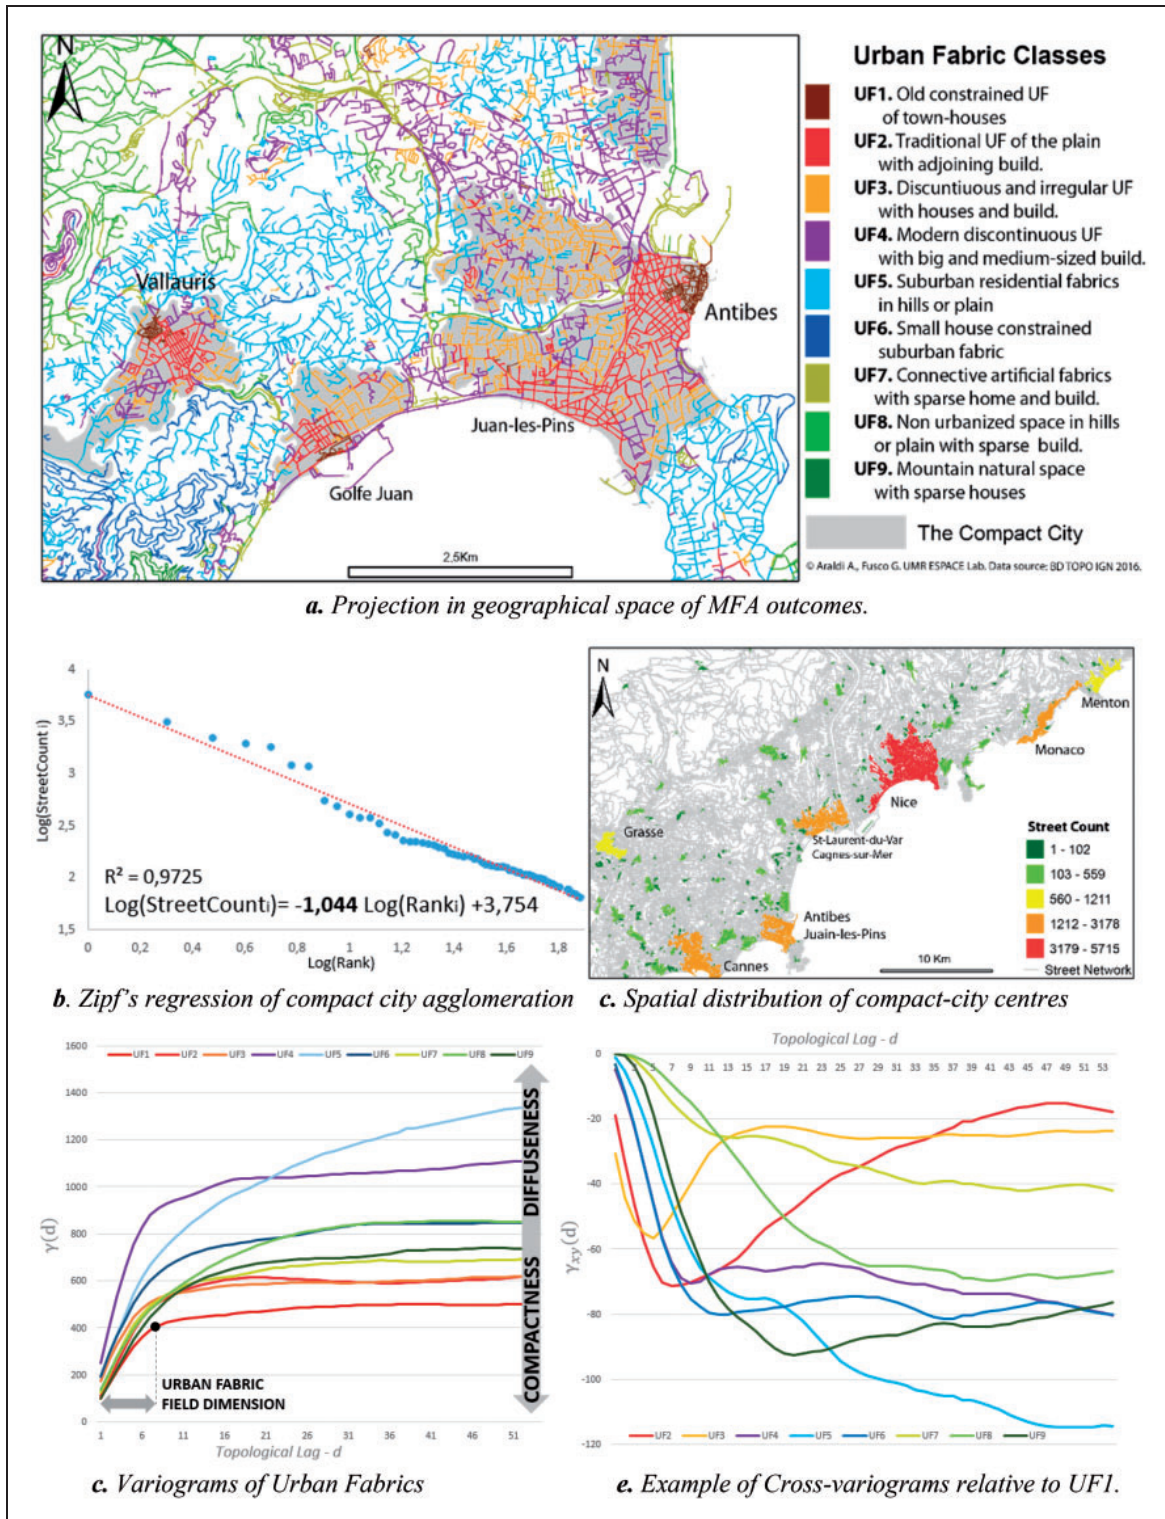 N
Vallauris
Antibes
Juan-les-Pins
Golfe Juan
2,5Km
Urban Fabric Classes
UF1. Old constrained UF
of town-houses
UF2. Traditional UF of the plain
with adjoining build.
UF3. Discuntiuous and irregular UF
with houses and build.
UF4. Modern discontinuous UF
with big and medium-sized build.
UF5. Suburban residential fabrics
in hills or plain
UF6. Small house constrained
suburban fabric
UF7. Connective artificial fabrics
with sparse home and build.
UF8. Non urbanized space in hills
or plain with sparse build.
UF9. Mountain natural space
with sparse houses
The Compact City
© Araldi A., Fusco G. UMR ESPACE Lab. Data source: BD TOPO IGN 2016.
a. Projection in geographical space of MFA outcomes.
4
3,5
3
2,5
2
1,5
Log(StreetCount i)
R² = 0,9725
Log(StreetCounti)= -1,044 Log(Ranki) +3,754
0 0,2 0,4 0,6 0,8 1 1,2 1,4 1,6 1,8
Log(Rank)
b. Zipf's regression of compact city agglomeration
N
Menton
Monaco
Nice
Grasse
St-Laurent-du-Var
Cagnes-sur-Mer
Antibes
Juain-les-Pins
Cannes
Street Count
1 - 102
103 - 559
560 - 1211
1212 - 3178
3179 - 5715
Street Network
10 Km
c. Spatial distribution of compact-city centres
1600
1400
1200
1000
800
600
400
200
0
γ(d)
UF1 UF2 UF3 UF4 UF5 UF6 UF7 UF8 UF9
DIFFUSENESS
COMPACTNESS
URBAN FABRIC
FIELD DIMENSION
1 6 11 16 21 26 31 36 41 46 51
Topological Lag - d
c. Variograms of Urban Fabrics
Topological Lag - d
1 3 5 7 9 11 13 15 17 19 21 23 25 27 29 31 33 35 37 39 41 43 45 47 49 51 53
0
-20
-40
-60
-80
-100
-120
γxy(d)
UF2 UF3 UF4 UF5 UF6 UF7 UF8 UF9
e. Example of Cross-variograms relative to UF1.